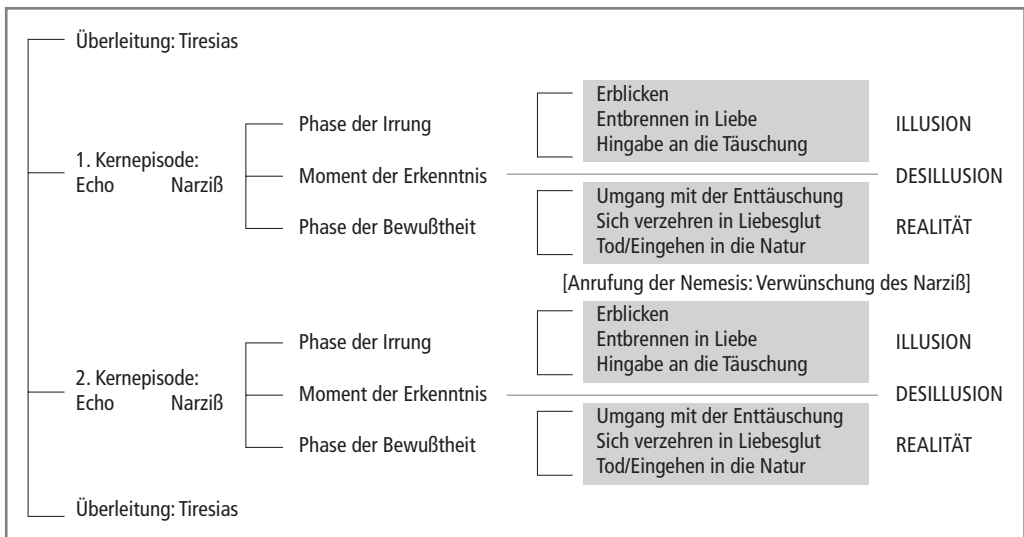 Überleitung: Tiresias
1. Kernepisode:
Echo Narziß
Phase der Irrung
Moment der Erkenntnis
Phase der Bewußtheit
Erblicken
Entbrennen in Liebe
Hingabe an die Täuschung
ILLUSION
DESILLUSION
Umgang mit der Enttäuschung
Sich verzehren in Liebesglut
Tod/Eingehen in die Natur
REALITÄT
[Anrufung der Nemesis: Verwünschung des Narziß]
2. Kernepisode:
Echo Narziß
Phase der Irrung
Moment der Erkenntnis
Phase der Bewußtheit
Erblicken
Entbrennen in Liebe
Hingabe an die Täuschung
ILLUSION
DESILLUSION
Umgang mit der Enttäuschung
Sich verzehren in Liebesglut
Tod/Eingehen in die Natur
REALITÄT
Überleitung: Tiresias